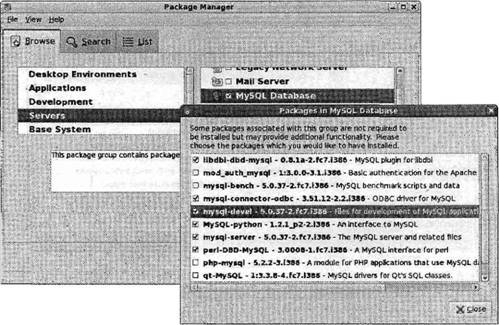 Package Manager
File View Help
Browse Search List
Desktop Environments
Applications
Development
Servers
Base System
Legacy Network Server
Mail Server
MySQL Database
This package group contains package
Packages in MySQL Database
Some packages associated with this group are not required to
be installed but may provide additional functionality. Please
choose the packages which you would like to have installed.
libdbi-dbd-mysql - 0.8.1a-2.fc7.i386 - MySQL plugin for libdbi
mod_auth_mysql - 1:3.0.0-3.1.i386 - Basic authentication for the Apache
mysql-bench - 5.0.37-2.fc7.i386 - MySQL benchmark scripts and data
mysql-connector-odbc - 3.51.12-2.2.i386 - ODBC driver for MySQL
mysql-devel - 5.0.37-2.fc7.i386 - Files for development of MySQL applicati
MySQL-python - 1.2.1_p2-2.i386 - An interface to MySQL
mysql-server - 5.0.37-2.fc7.i386 - The MySQL server and related files
perl-DBD-MySQL - 3.0008-1.fc7.i386 - A MySQL interface for perl
php-mysql - 5.2.2-3.i386 - A module for PHP applications that use MySQL da
qt-MySQL - 1:3.3.8-4.fc7.i386 - MySQL drivers for Qt's SQL classes.
Close